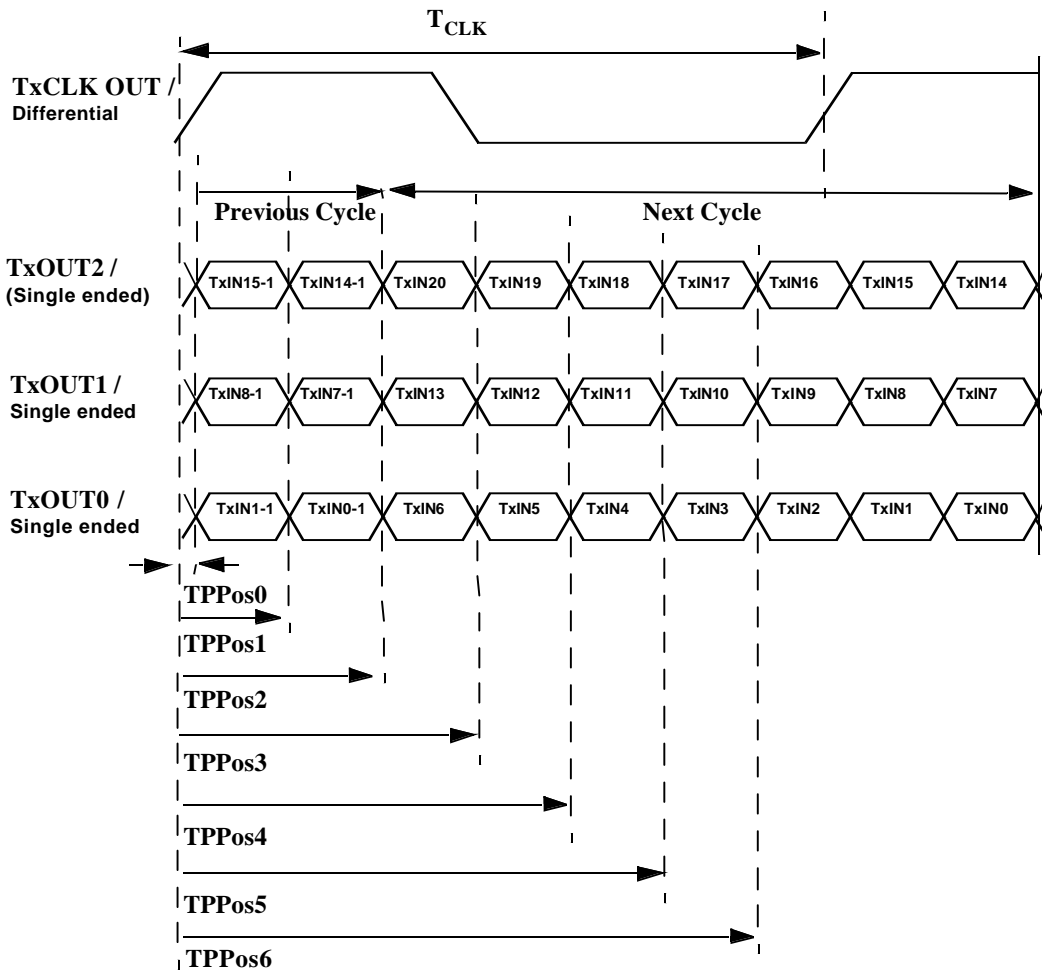 TCLK
TxCLK OUT /
Differential
Previous Cycle Next Cycle
TxOUT2 /
(Single ended)
TxIN15-1 TxIN14-1 TxIN20 TxIN19 TxIN18 TxIN17 TxIN16 TxIN15 TxIN14
TxOUT1 /
Single ended
TxIN8-1 TxIN7-1 TxIN13 TxIN12 TxIN11 TxIN10 TxIN9 TxIN8 TxIN7
TxOUT0 /
Single ended
TxIN1-1 TxIN0-1 TxIN6 TxIN5 TxIN4 TxIN3 TxIN2 TxIN1 TxIN0
TPPos0
TPPos1
TPPos2
TPPos3
TPPos4
TPPos5
TPPos6